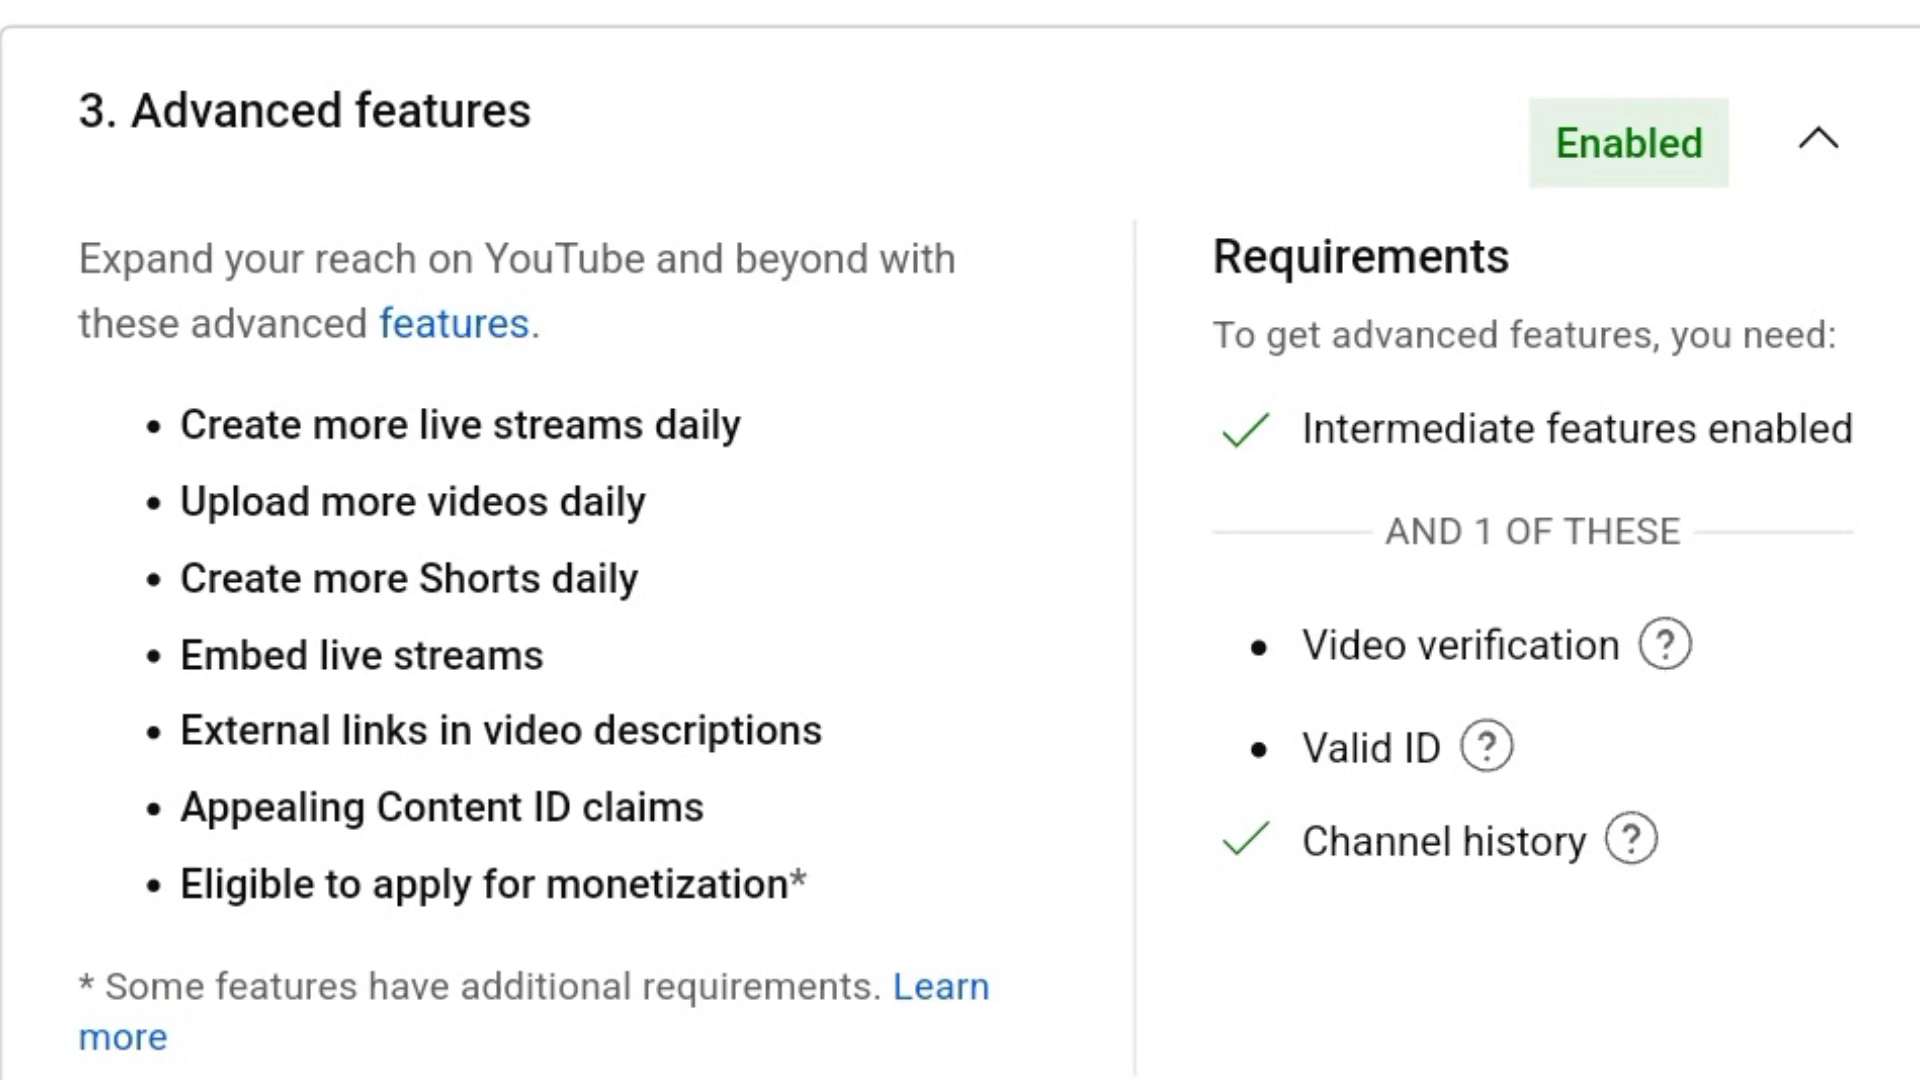 3. Advanced features
Enabled
Expand your reach on YouTube and beyond with
these advanced features.
• Create more live streams daily
• Upload more videos daily
• Create more Shorts daily
• Embed live streams
• External links in video descriptions
• Appealing Content ID claims
• Eligible to apply for monetization*
* Some features have additional requirements. Learn
more
Requirements
To get advanced features, you need:
Intermediate features enabled
AND 1 OF THESE
• Video verification ?
• Valid ID ?
Channel history ?